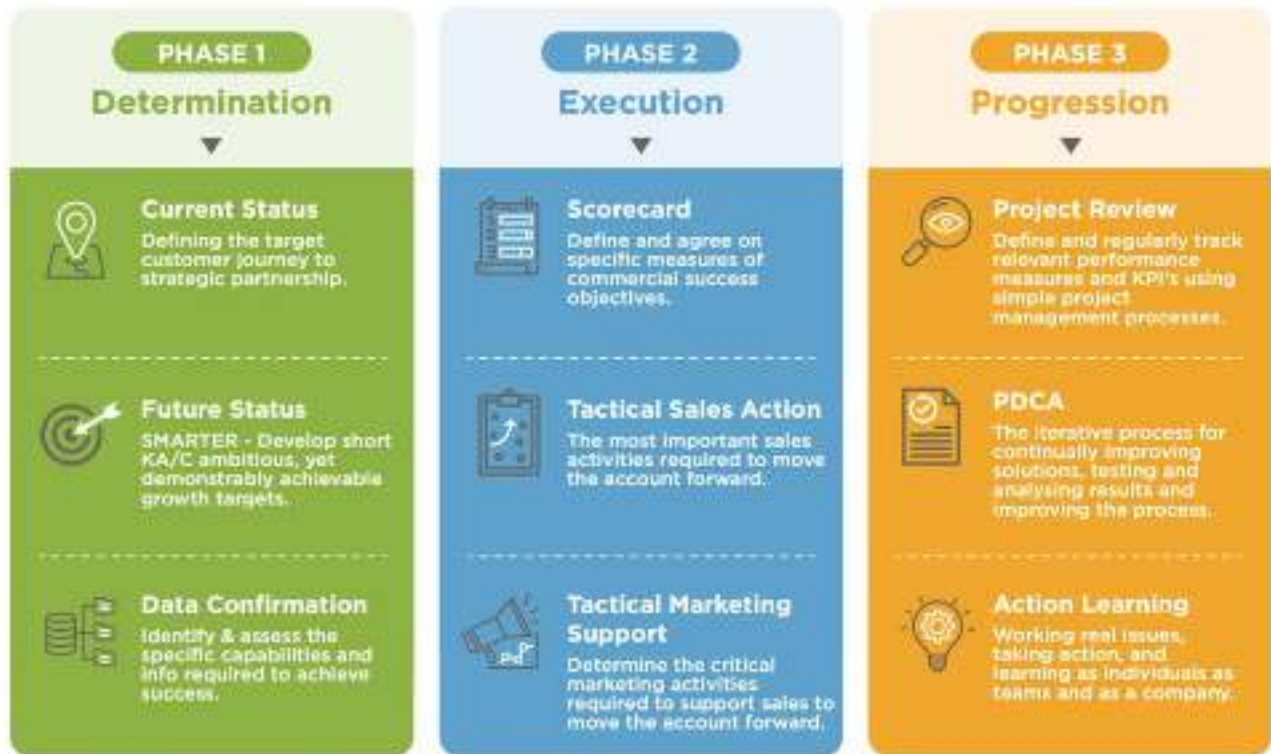 PHASE 1
Determination
Current Status
Defining the target
customer journey to
strategic partnership.
Future Status
SMARTER - Develop short
KA/C ambitious, yet
demonstrably achievable
growth targets.
Data Confirmation
Identify & assess the
specific capabilities and
info required to achieve
success.
PHASE 2
Execution
Scorecard
Define and agree on
specific measures of
commercial success
objectives.
Tactical Sales Action
The most important sales
activities required to move
the account forward.
Tactical Marketing
Support
Determine the critical
marketing activities
required to support sales to
move the account forward.
PHASE 3
Progression
Project Review
Define and regularly track
relevant performance
measures and KPI's using
simple project
management processes.
PDCA
The iterative process for
continually improving
solutions, testing and
analysing results and
improving the process.
Action Learning
Working real issues,
taking action, and
learning as individuals as
teams and as a company.